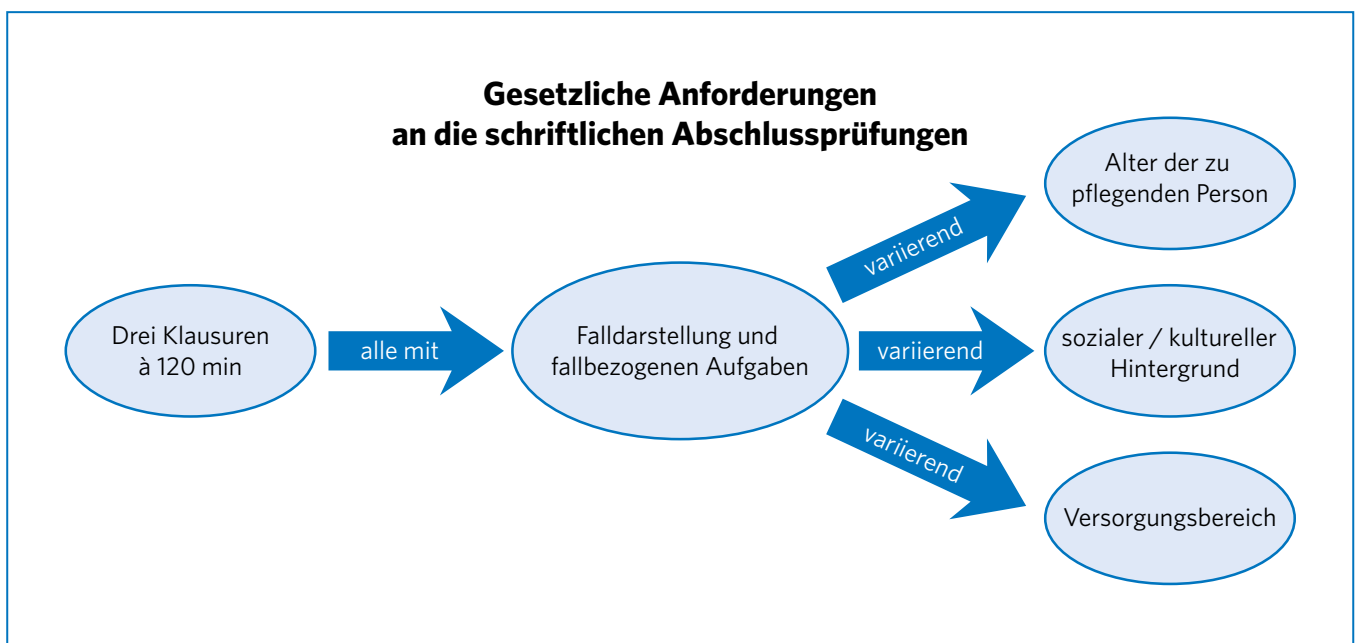 Gesetzliche Anforderungen
an die schriftlichen Abschlussprüfungen
Drei Klausuren
à 120 min
alle mit
Falldarstellung und
fallbezogenen Aufgaben
variierend
Alter der zu
pflegenden Person
variierend
sozialer / kultureller
Hintergrund
variierend
Versorgungsbereich